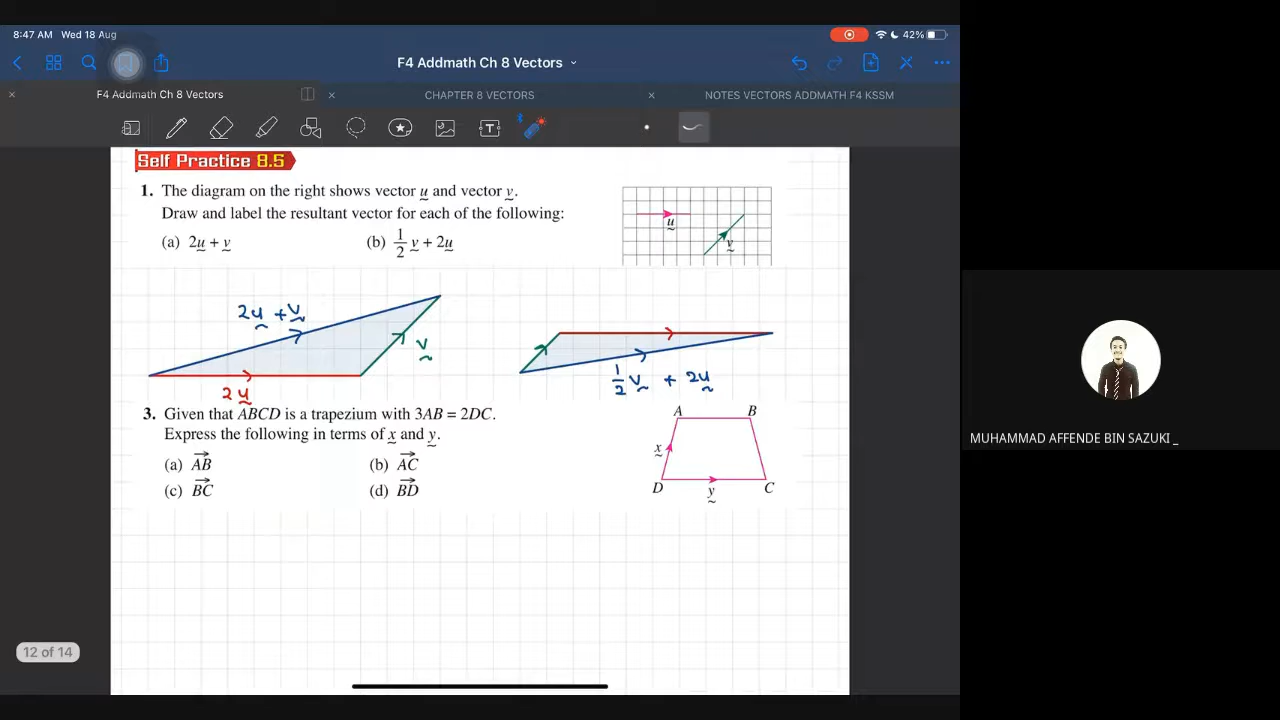 8:47 AM Wed 18 Aug
42%
F4 Addmath Ch 8 Vectors
F4 Addmath Ch 8 Vectors
CHAPTER 8 VECTORS
NOTES VECTORS ADDMATH F4 KSSM
Self Practice 8.5
1. The diagram on the right shows vector u and vector v.
Draw and label the resultant vector for each of the following:
(a) 2u + v
(b) 1/2 v + 2u
u
v
2u + v
v
2u
1/2 v + 2u
3. Given that ABCD is a trapezium with 3AB = 2DC.
Express the following in terms of x and y.
(a) AB→
(b) AC→
(c) BC→
(d) BD→
A B
x
D y C
12 of 14
MUHAMMAD AFFENDE BIN SAZUKI _